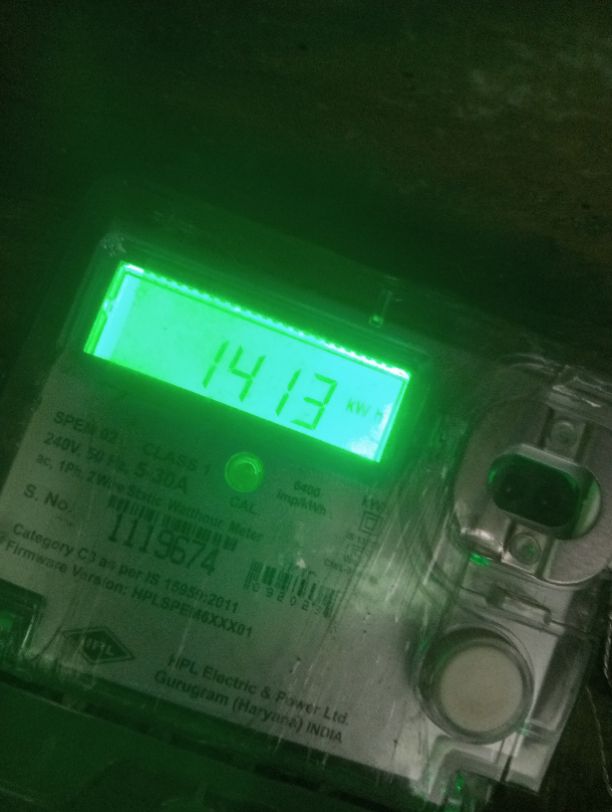 1413 kWh
SPEM 02 CLASS 1
240V, 50 Hz, 5-30A
ac, 1Ph, 2Wire Static Watthour Meter
CAL
6400
Imp/kWh
S. No.
1119674
Category C3 as per IS 15959:2011
Firmware Version: HPLSPEM6XXX01
HPL
HPL Electric & Power Ltd.
Gurugram (Haryana) INDIA